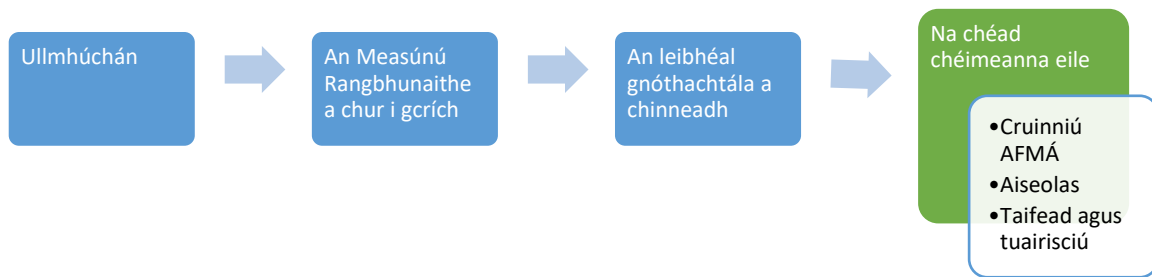 Ullmhúchán
An Measúnú
Rangbhunaithe
a chur i gcrích
An leibhéal
gnóthachtála a
chinneadh
Na chéad
chéimeanna eile
•Cruinniú
AFMÁ
•Aiseolas
•Taifead agus
tuairisciú